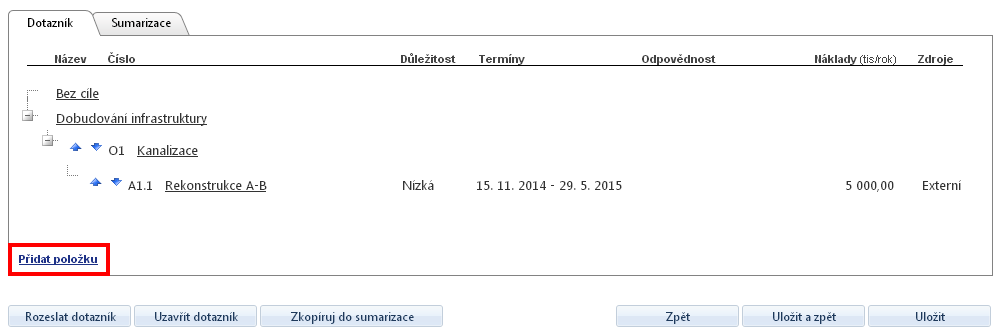 Dotazník Sumarizace
Název Číslo Důležitost Termíny Odpovědnost Náklady (tis/rok) Zdroje
Bez cíle
Dobudování infrastruktury
O1 Kanalizace
A1.1 Rekonstrukce A-B Nízká 15. 11. 2014 - 29. 5. 2015 5 000,00 Externí
Přidat položku
Rozeslat dotazník Uzavřít dotazník Zkopíruj do sumarizace Zpět Uložit a zpět Uložit